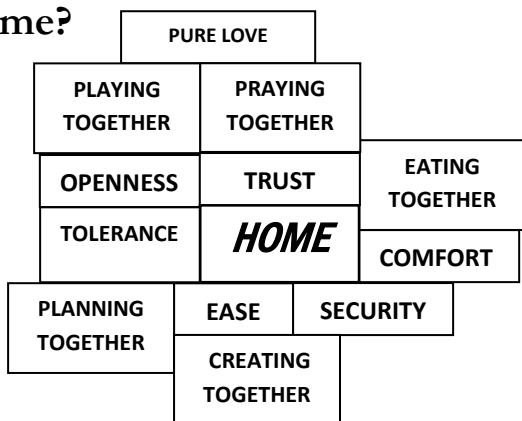 me?
PURE LOVE
PLAYING
TOGETHER
PRAYING
TOGETHER
OPENNESS
TRUST
EATING
TOGETHER
TOLERANCE
HOME
COMFORT
PLANNING
TOGETHER
EASE
SECURITY
CREATING
TOGETHER